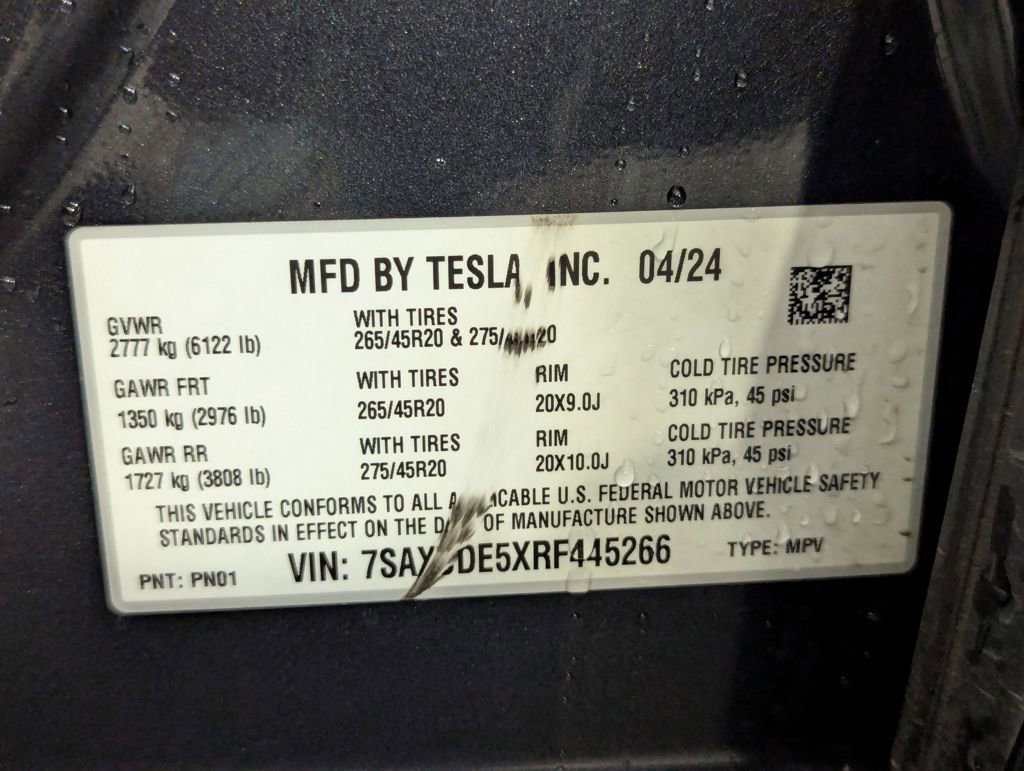 MFD BY TESLA, INC. 04/24
GVWR
2777 kg (6122 lb)
WITH TIRES
265/45R20 &
GAWR FRT
1350 kg (2976 lb)
WITH TIRES
265/45R20
RIM
20X9.0J
COLD TIRE PRESSURE
310 kPa, 45 psi
GAWR RR
1727 kg (3808 lb)
WITH TIRES
275/45R20
RIM
20X10.0J
COLD TIRE PRESSURE
310 kPa, 45 psi
THIS VEHICLE CONFORMS TO ALL APPLICABLE U.S. FEDERAL MOTOR VEHICLE SAFETY
STANDARDS IN EFFECT ON THE DATE OF MANUFACTURE SHOWN ABOVE.
PNT: PN01
VIN:
TYPE: MPV